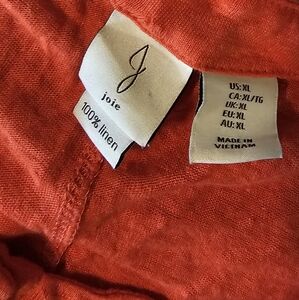 J
joie
100% linen
US:XL
CA:XL/TG
UK:XL
EU:XL
AU:XL
MADE IN
VIETNAM